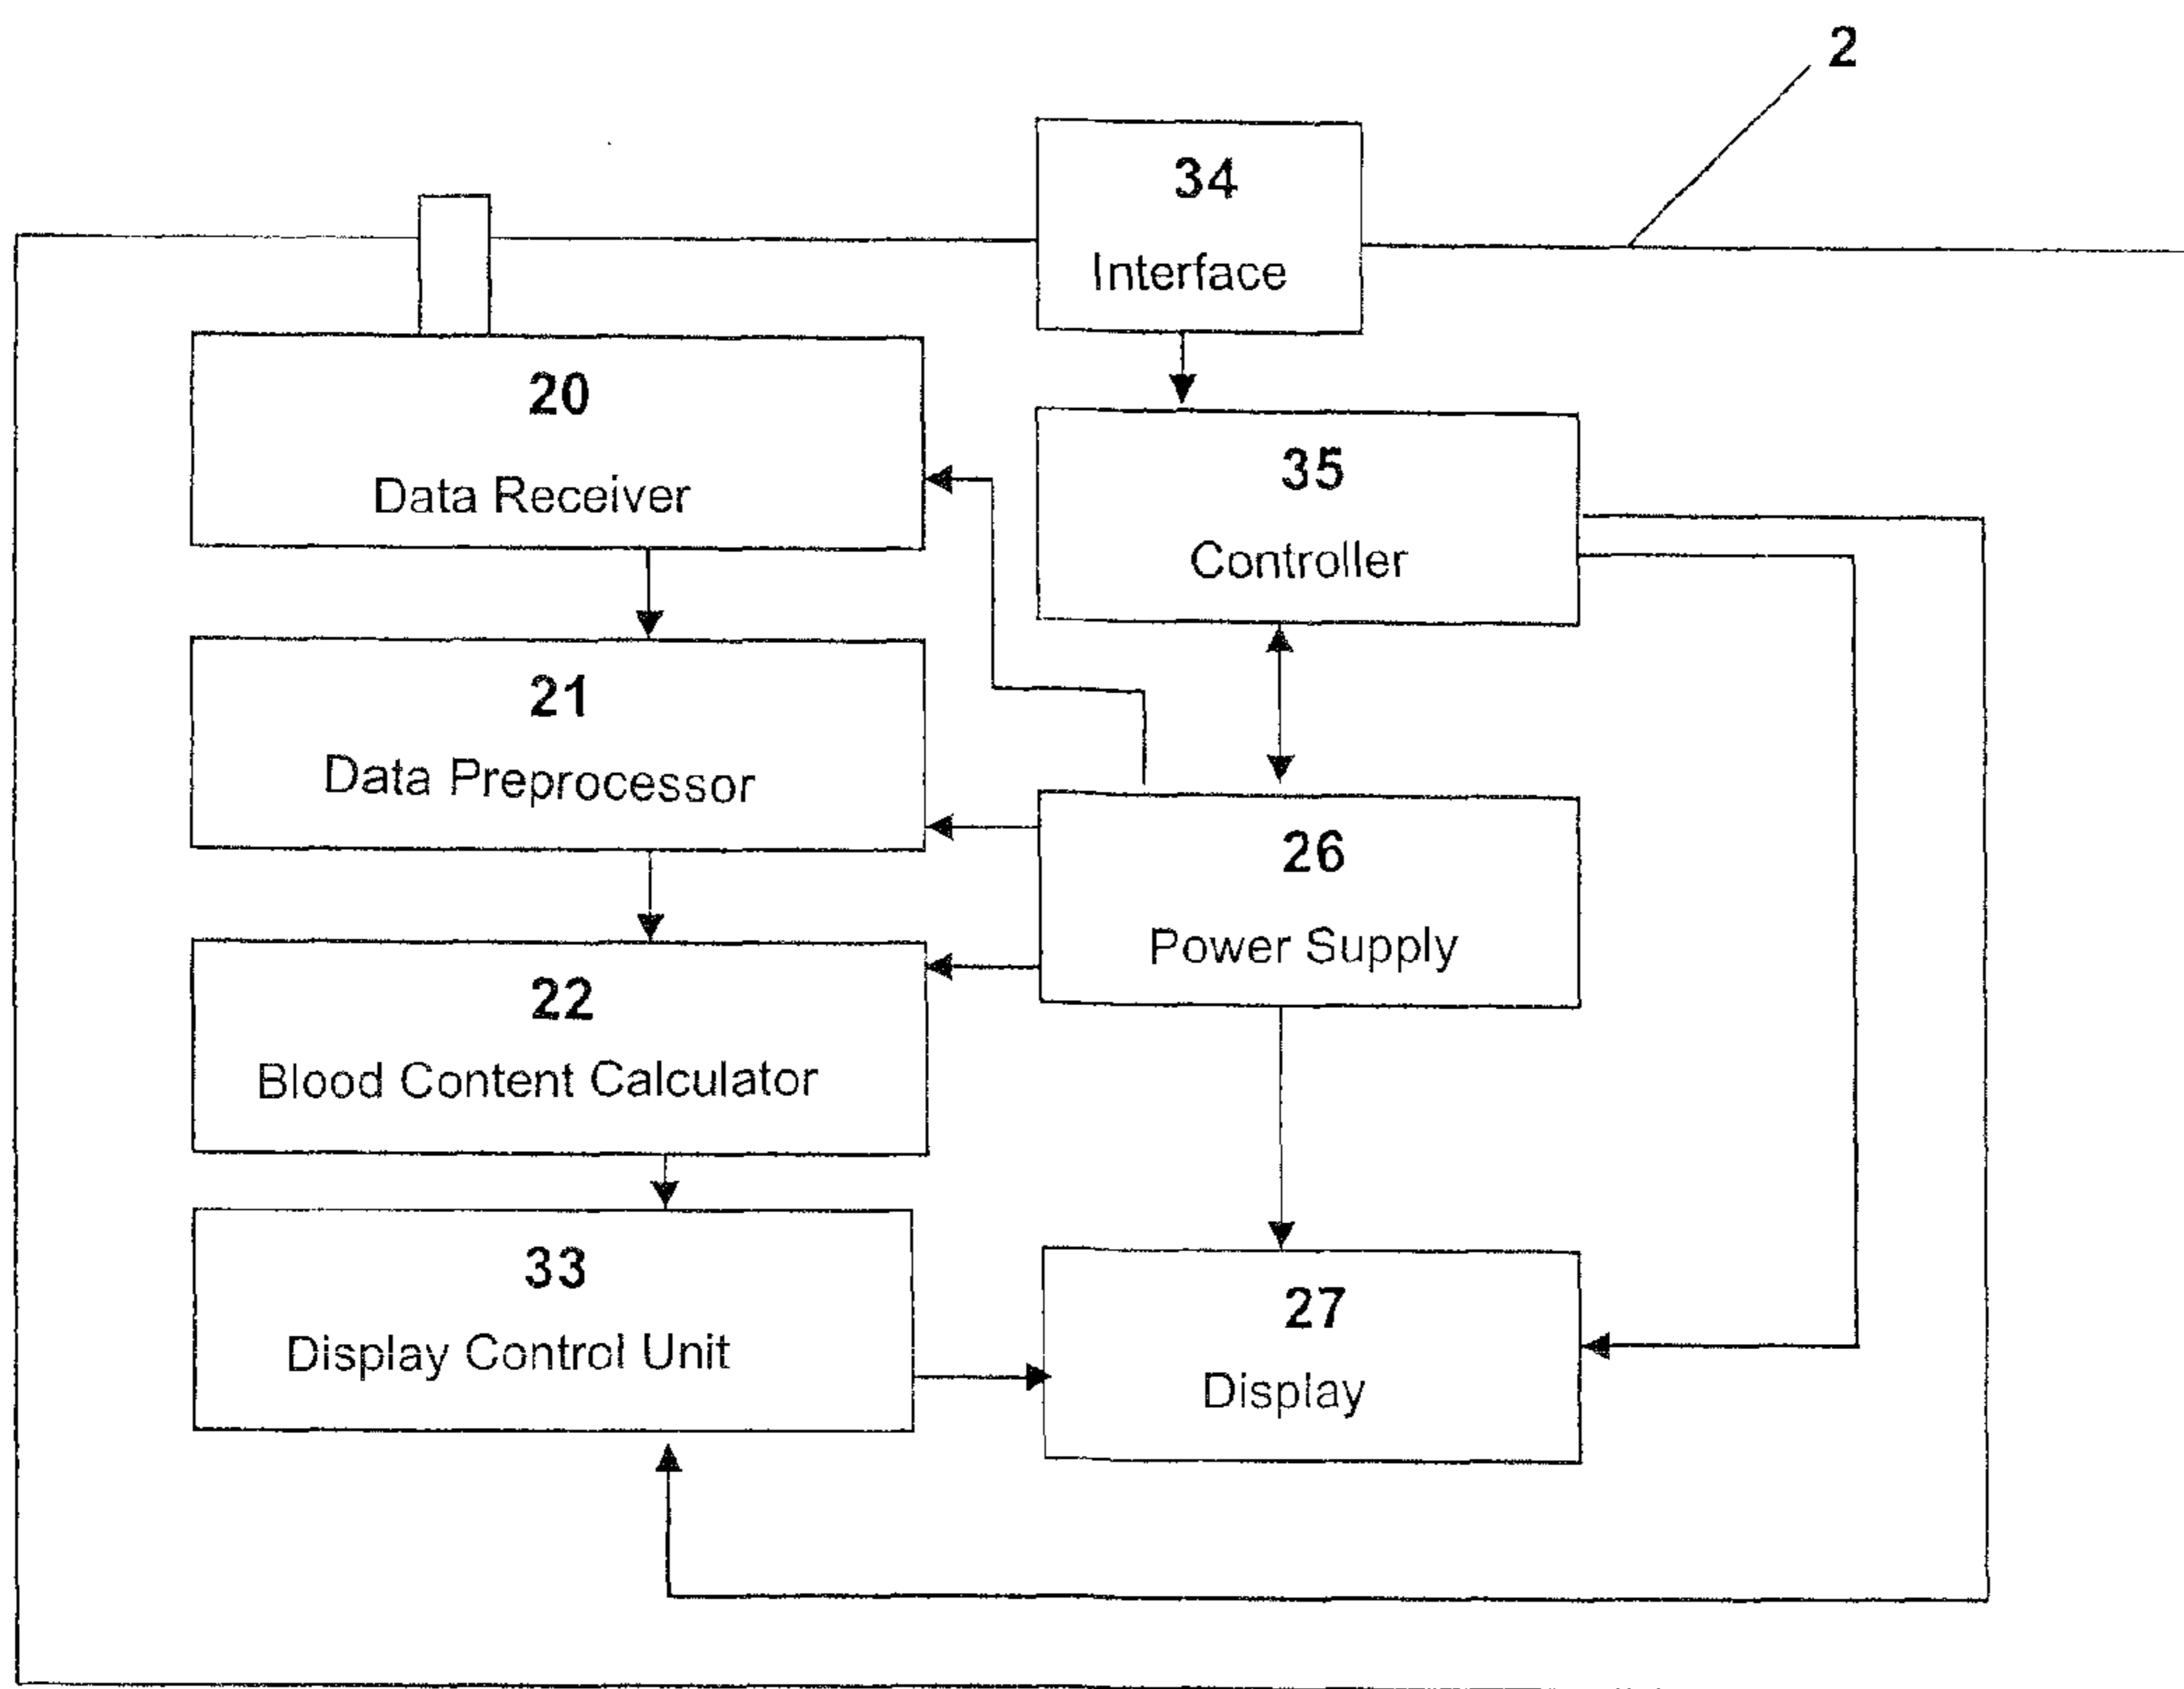 2
34
Interface
20
Data Receiver
35
Controller
21
Data Preprocessor
26
Power Supply
22
Blood Content Calculator
33
Display Control Unit
27
Display